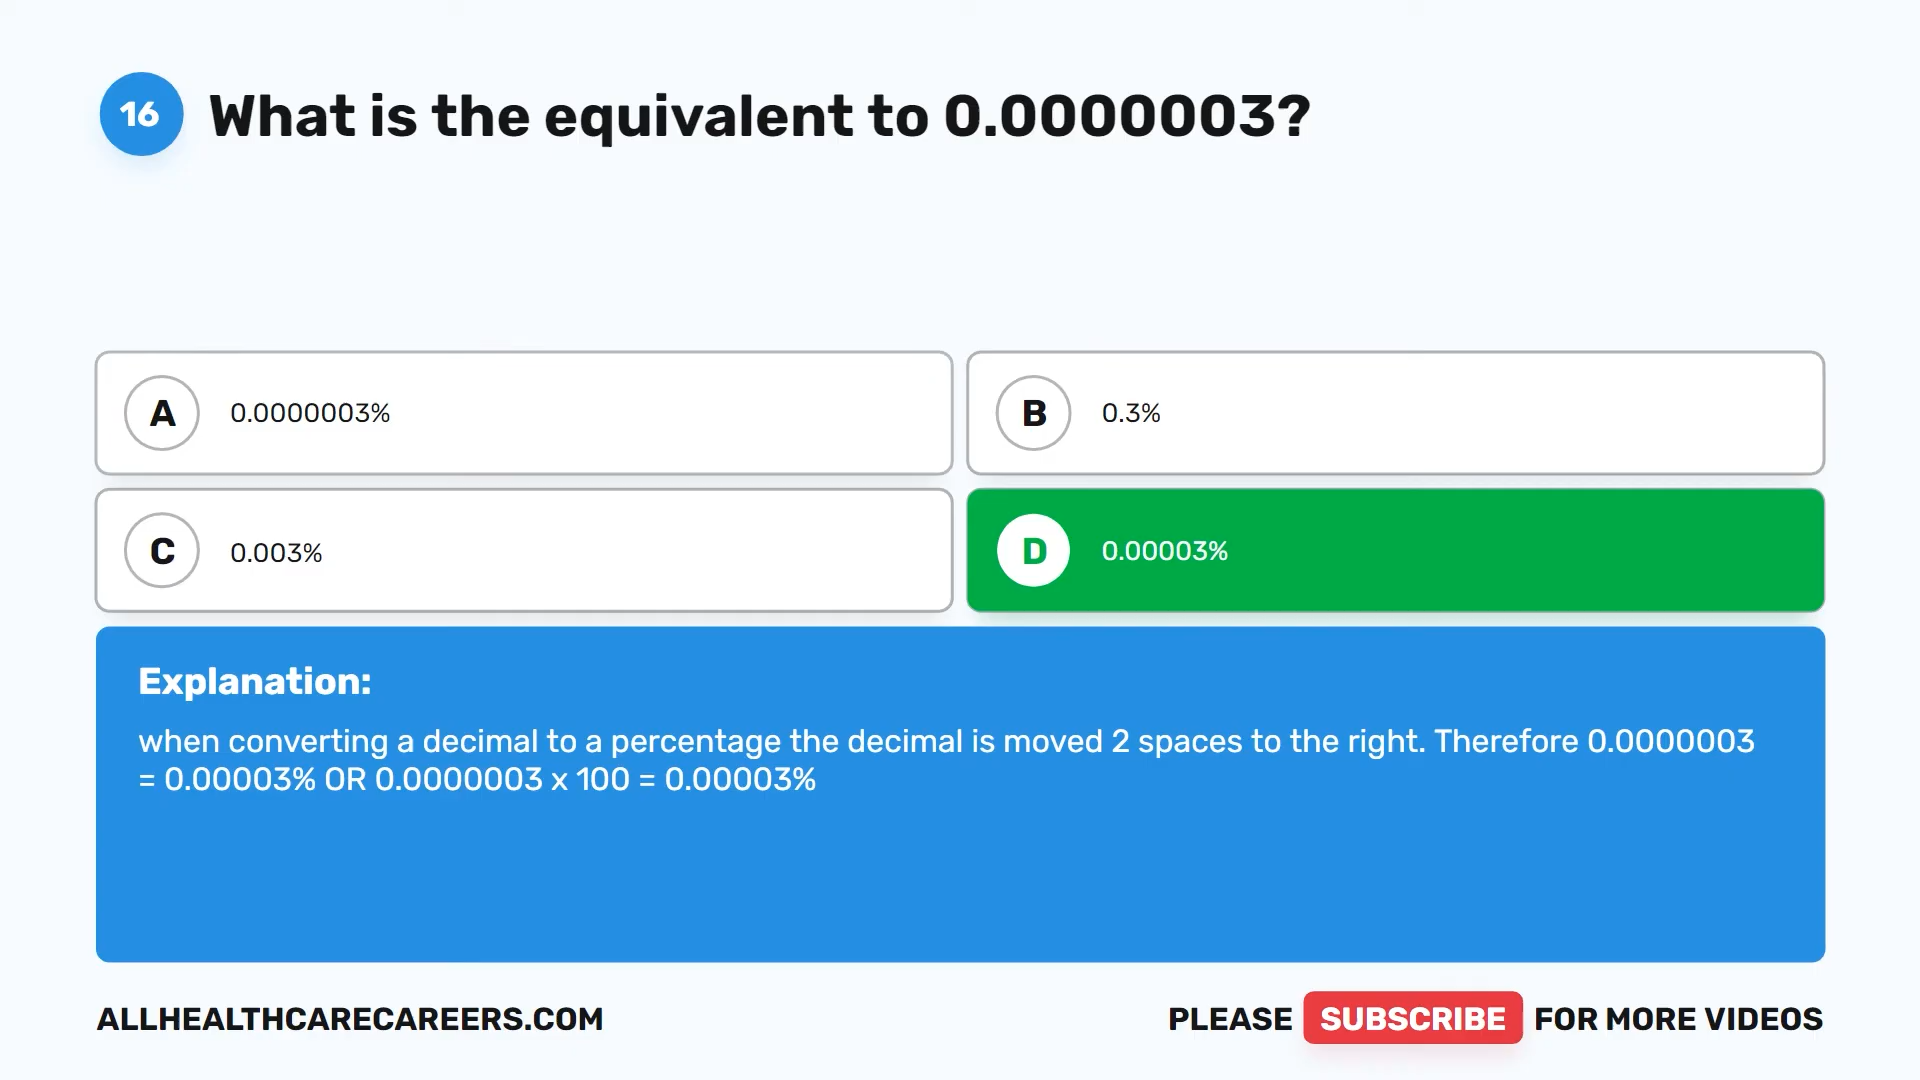 16 What is the equivalent to 0.0000003?
A 0.0000003%
B 0.3%
C 0.003%
D 0.00003%
Explanation:
when converting a decimal to a percentage the decimal is moved 2 spaces to the right. Therefore 0.0000003
= 0.00003% OR 0.0000003 x 100 = 0.00003%
ALLHEALTHCARECAREERS.COM
PLEASE SUBSCRIBE FOR MORE VIDEOS